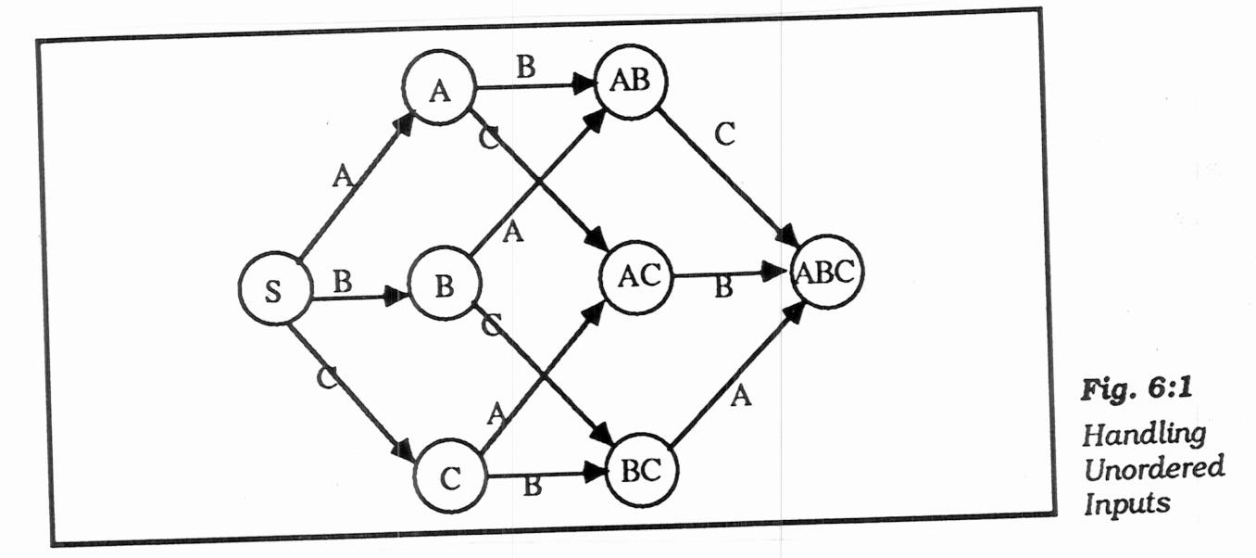 A
B
AB
C
C
A
A
S
B
B
AC
B
ABC
C
C
A
A
C
B
BC
Fig. 6:1
Handling
Unordered
Inputs